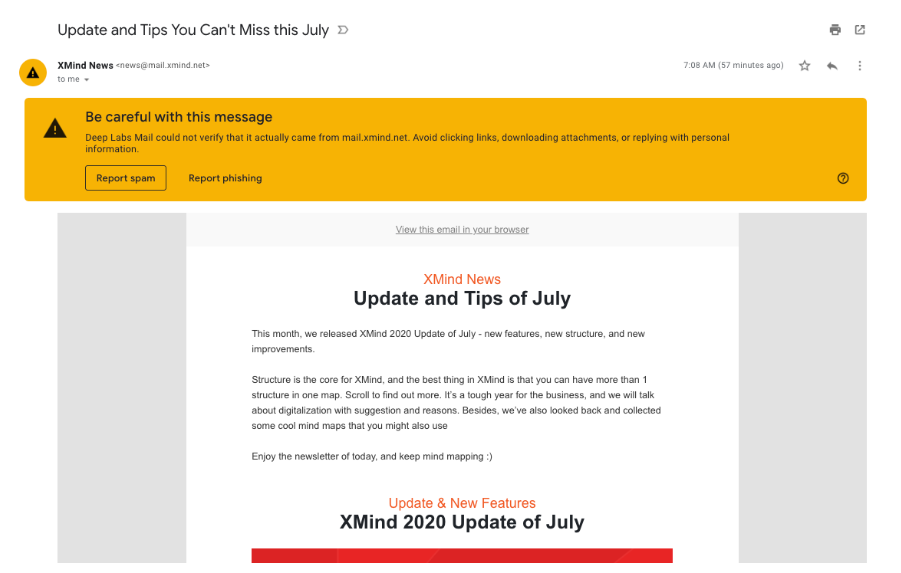 Update and Tips You Can't Miss this July
XMind News <news@mail.xmind.net>
7:08 AM (57 minutes ago)
to me
Be careful with this message
Deep Labs Mail could not verify that it actually came from mail.xmind.net. Avoid clicking links, downloading attachments, or replying with personal
information.
Report spam
Report phishing
View this email in your browser
XMind News
Update and Tips of July
This month, we released XMind 2020 Update of July - new features, new structure, and new
improvements.
Structure is the core for XMind, and the best thing in XMind is that you can have more than 1
structure in one map. Scroll to find out more. It's a tough year for the business, and we will talk
about digitalization with suggestion and reasons. Besides, we've also looked back and collected
some cool mind maps that you might also use
Enjoy the newsletter of today, and keep mind mapping :)
Update & New Features
XMind 2020 Update of July